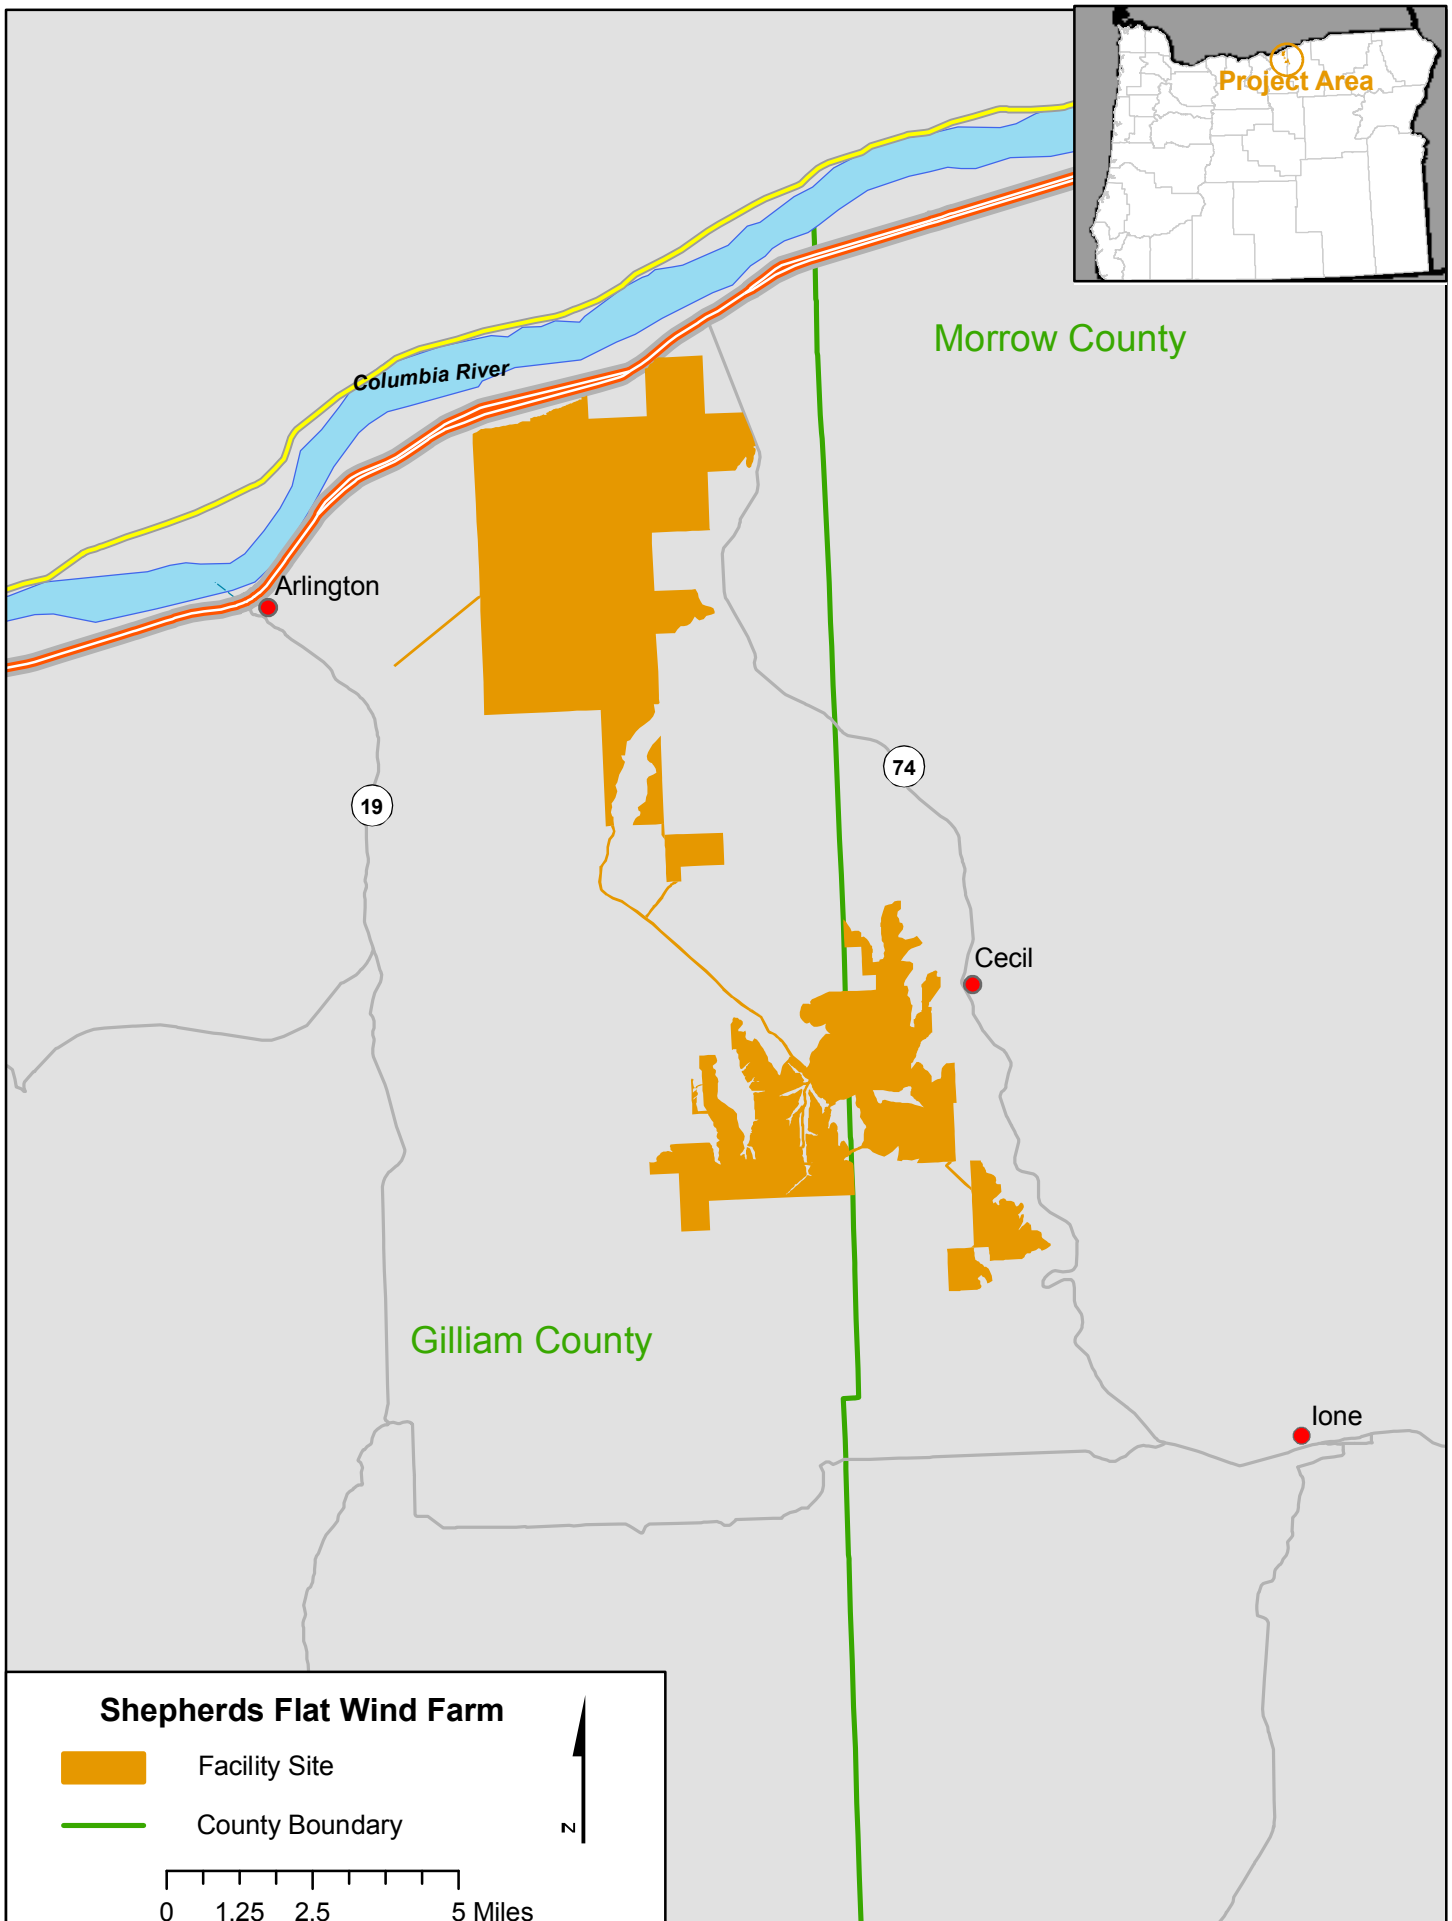 Project Area
Morrow County
Columbia River
Arlington
74
19
Cecil
Gilliam County
Ione
Shepherds Flat Wind Farm
Facility Site
County Boundary
N
0 1.25 2.5 5 Miles